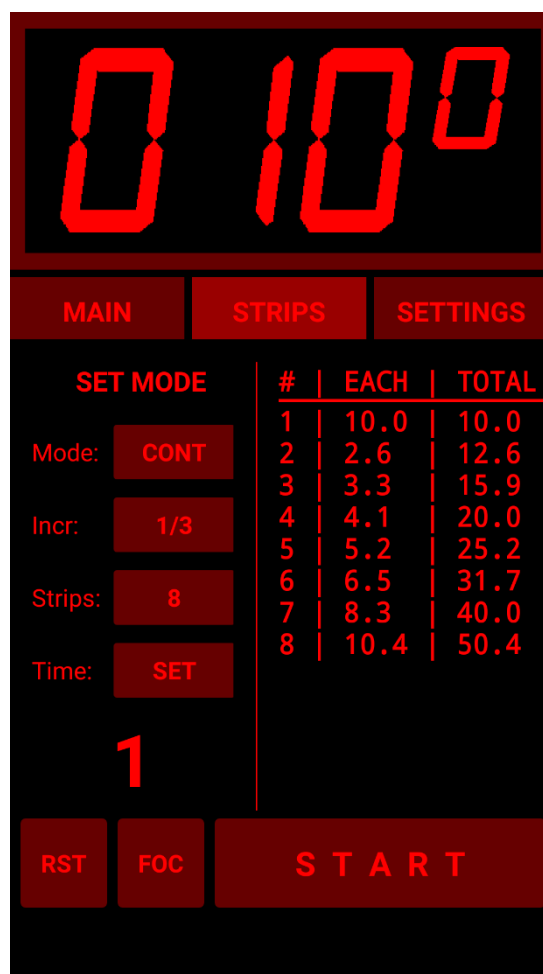 010⁰
MAIN STRIPS SETTINGS
SET MODE
Mode: CONT
Incr: 1/3
Strips: 8
Time: SET
1
# | EACH | TOTAL
1 | 10.0 | 10.0
2 | 2.6 | 12.6
3 | 3.3 | 15.9
4 | 4.1 | 20.0
5 | 5.2 | 25.2
6 | 6.5 | 31.7
7 | 8.3 | 40.0
8 | 10.4 | 50.4
RST FOC START